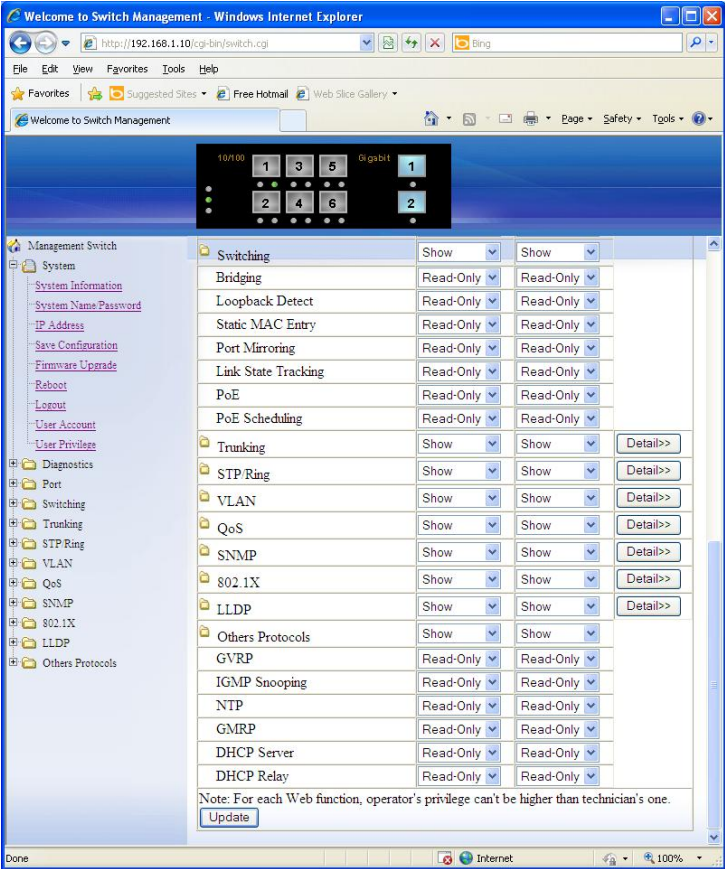 Welcome to Switch Management - Windows Internet Explorer
http://192.168.1.10/cgi-bin/switch.cgi
Bing
File Edit View Favorites Tools Help
Favorites Suggested Sites Free Hotmail Web Slice Gallery
Welcome to Switch Management Page Safety Tools
10/100 1 3 5 Gigabit 1
2 4 6 2
Management Switch
System
System Information
System Name/Password
IP Address
Save Configuration
Firmware Upgrade
Reboot
Logout
User Account
User Privilege
Diagnostics
Port
Switching
Trunking
STP/Ring
VLAN
QoS
SNMP
802.1X
LLDP
Others Protocols
Switching Show Show
Bridging Read-Only Read-Only
Loopback Detect Read-Only Read-Only
Static MAC Entry Read-Only Read-Only
Port Mirroring Read-Only Read-Only
Link State Tracking Read-Only Read-Only
PoE Read-Only Read-Only
PoE Scheduling Read-Only Read-Only
Trunking Show Show Detail>>
STP/Ring Show Show Detail>>
VLAN Show Show Detail>>
QoS Show Show Detail>>
SNMP Show Show Detail>>
802.1X Show Show Detail>>
LLDP Show Show Detail>>
Others Protocols Show Show
GVRP Read-Only Read-Only
IGMP Snooping Read-Only Read-Only
NTP Read-Only Read-Only
GMRP Read-Only Read-Only
DHCP Server Read-Only Read-Only
DHCP Relay Read-Only Read-Only
Note: For each Web function, operator's privilege can't be higher than technician's one.
Update
Done Internet 100%